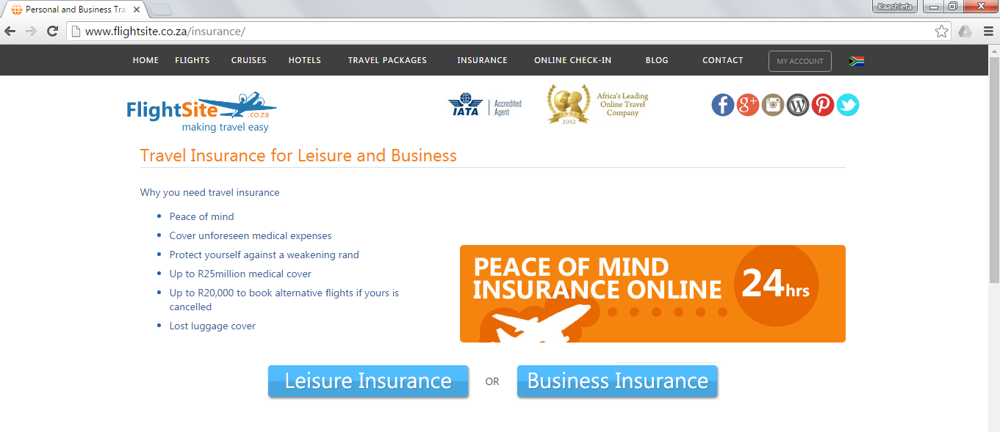 Personal and Business Tra
Kaashiefa
www.flightsite.co.za/insurance/
HOME FLIGHTS CRUISES HOTELS TRAVEL PACKAGES INSURANCE ONLINE CHECK-IN BLOG CONTACT MY ACCOUNT
FlightSite
.co.za
making travel easy
IATA
Accredited
Agent
WINNER
2012
Africa's Leading
Online Travel
Company
Travel Insurance for Leisure and Business
Why you need travel insurance
• Peace of mind
• Cover unforeseen medical expenses
• Protect yourself against a weakening rand
• Up to R25million medical cover
• Up to R20,000 to book alternative flights if yours is
cancelled
• Lost luggage cover
PEACE OF MIND
INSURANCE ONLINE
24hrs
Leisure Insurance OR Business Insurance